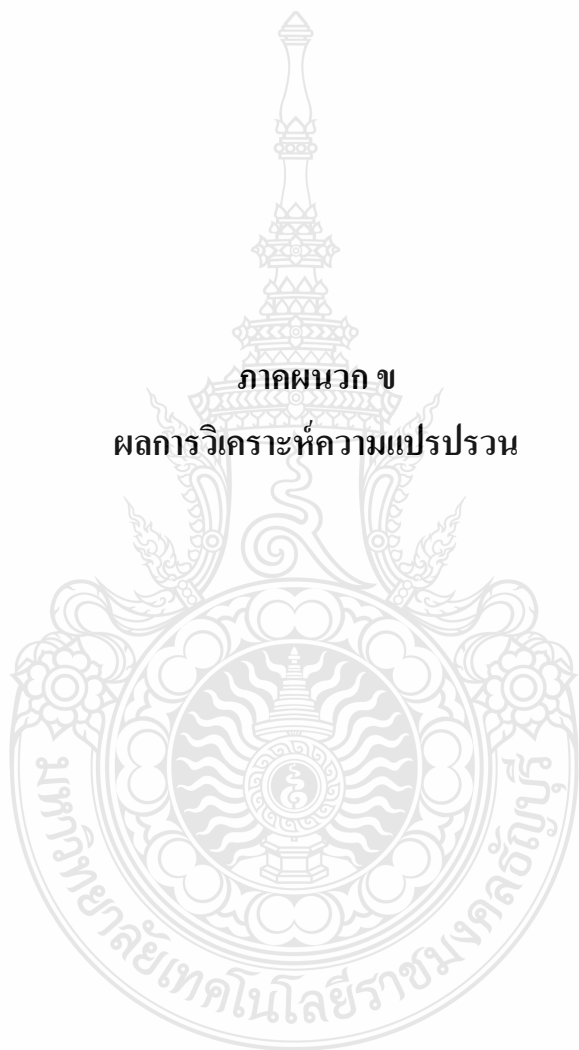 ภาคผนวก ข
ผลการวิเคราะห์ความแปรปรวน
มหาวิทยาลัยเทคโนโลยีราชมงคลธัญบุรี